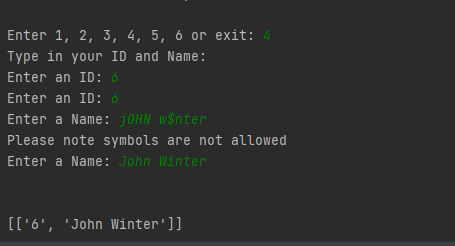 Enter 1, 2, 3, 4, 5, 6 or exit: 4
Type in your ID and Name:
Enter an ID: 6
Enter an ID: 6
Enter a Name: jOHN w$nter
Please note symbols are not allowed
Enter a Name: John Winter
[['6', 'John Winter']]